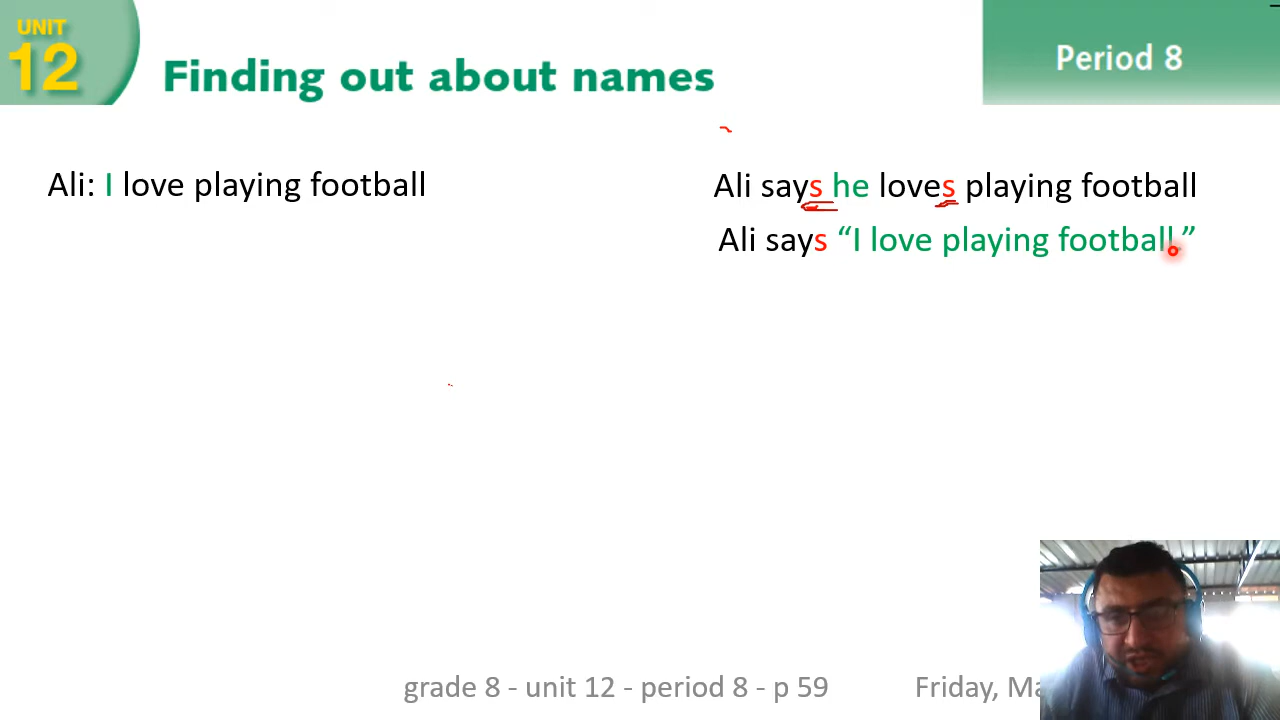 UNIT
12
Finding out about names
Period 8
Ali: I love playing football
Ali says he loves playing football
Ali says “I love playing football.”
grade 8 - unit 12 - period 8 - p 59
Friday,